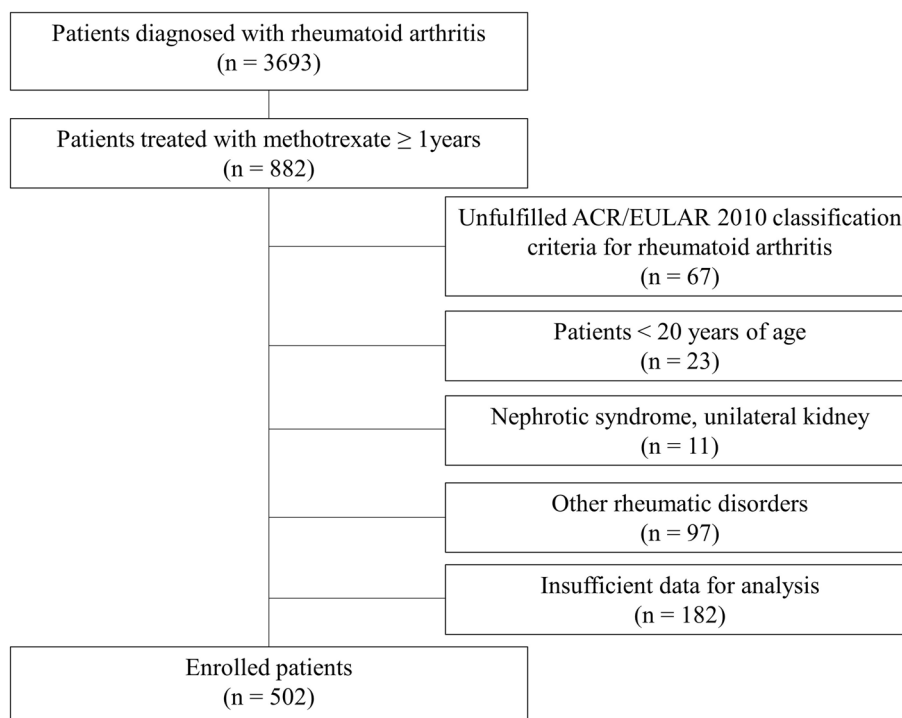 Patients diagnosed with rheumatoid arthritis
(n = 3693)
Patients treated with methotrexate ≥ 1years
(n = 882)
Unfulfilled ACR/EULAR 2010 classification
criteria for rheumatoid arthritis
(n = 67)
Patients < 20 years of age
(n = 23)
Nephrotic syndrome, unilateral kidney
(n = 11)
Other rheumatic disorders
(n = 97)
Insufficient data for analysis
(n = 182)
Enrolled patients
(n = 502)